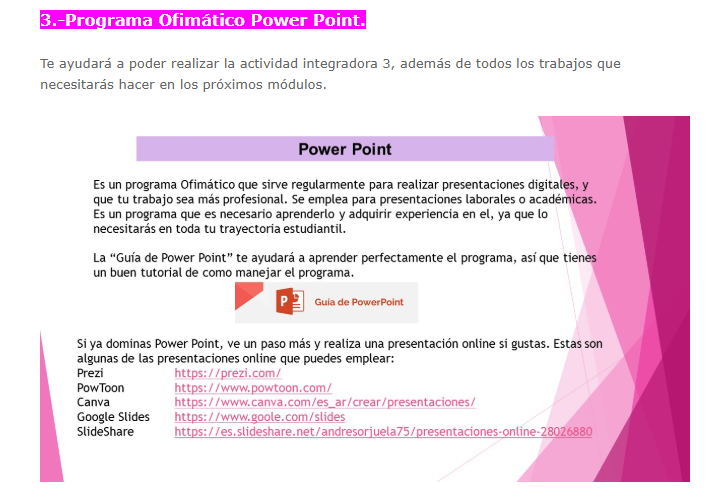 3.-Programa Ofimático Power Point.
Te ayudará a poder realizar la actividad integradora 3, además de todos los trabajos que
necesitarás hacer en los próximos módulos.
Power Point
Es un programa Ofimático que sirve regularmente para realizar presentaciones digitales, y
que tu trabajo sea más profesional. Se emplea para presentaciones laborales o académicas.
Es un programa que es necesario aprenderlo y adquirir experiencia en el, ya que lo
necesitarás en toda tu trayectoria estudiantil.
La “Guía de Power Point” te ayudará a aprender perfectamente el programa, así que tienes
un buen tutorial de como manejar el programa.
P Guía de PowerPoint
Si ya dominas Power Point, ve un paso más y realiza una presentación online si gustas. Estas son
algunas de las presentaciones online que puedes emplear:
Prezi https://prezi.com/
PowToon https://www.powtoon.com/
Canva https://www.canva.com/es_ar/crear/presentaciones/
Google Slides https://www.goole.com/slides
SlideShare https://es.slideshare.net/andresorjuela75/presentaciones-online-28026880